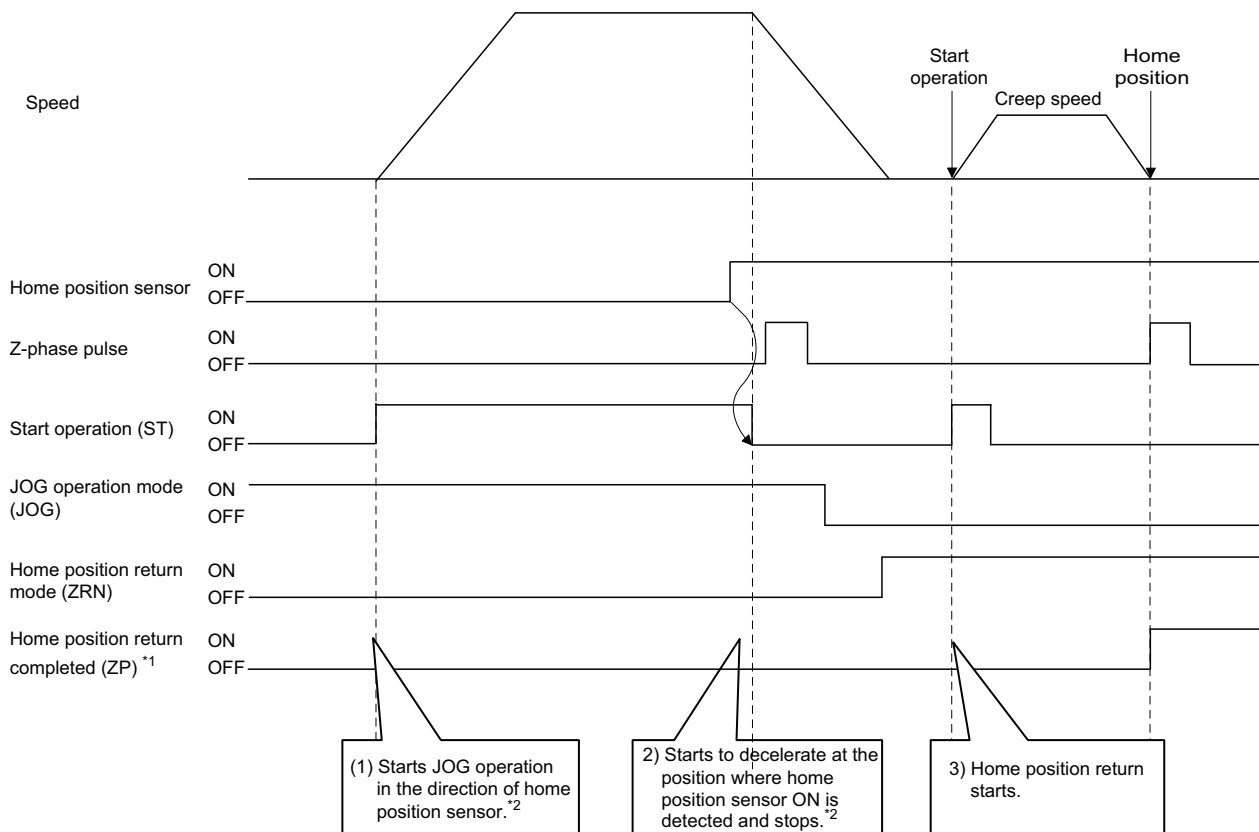 Speed
Start
operation
Home
position
Creep speed
Home position sensor
ON
OFF
Z-phase pulse
ON
OFF
Start operation (ST)
ON
OFF
JOG operation mode
(JOG)
ON
OFF
Home position return
mode (ZRN)
ON
OFF
Home position return
completed (ZP) *1
ON
OFF
(1) Starts JOG operation
in the direction of home
position sensor.*2
2) Starts to decelerate at the
position where home
position sensor ON is
detected and stops.*2
3) Home position return
starts.